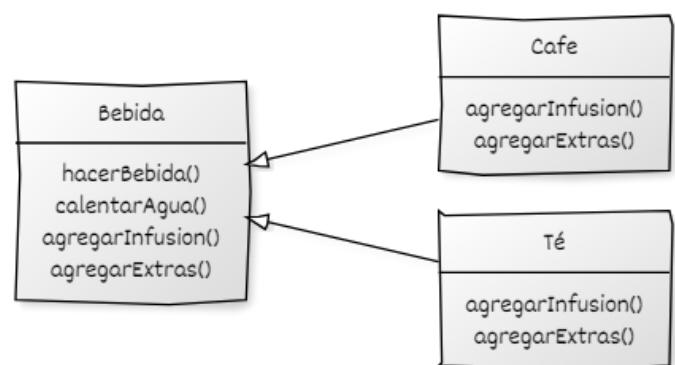 Bebida
hacerBebida()
calentarAgua()
agregarInfusion()
agregarExtras()
Cafe
agregarInfusion()
agregarExtras()
Té
agregarInfusion()
agregarExtras()